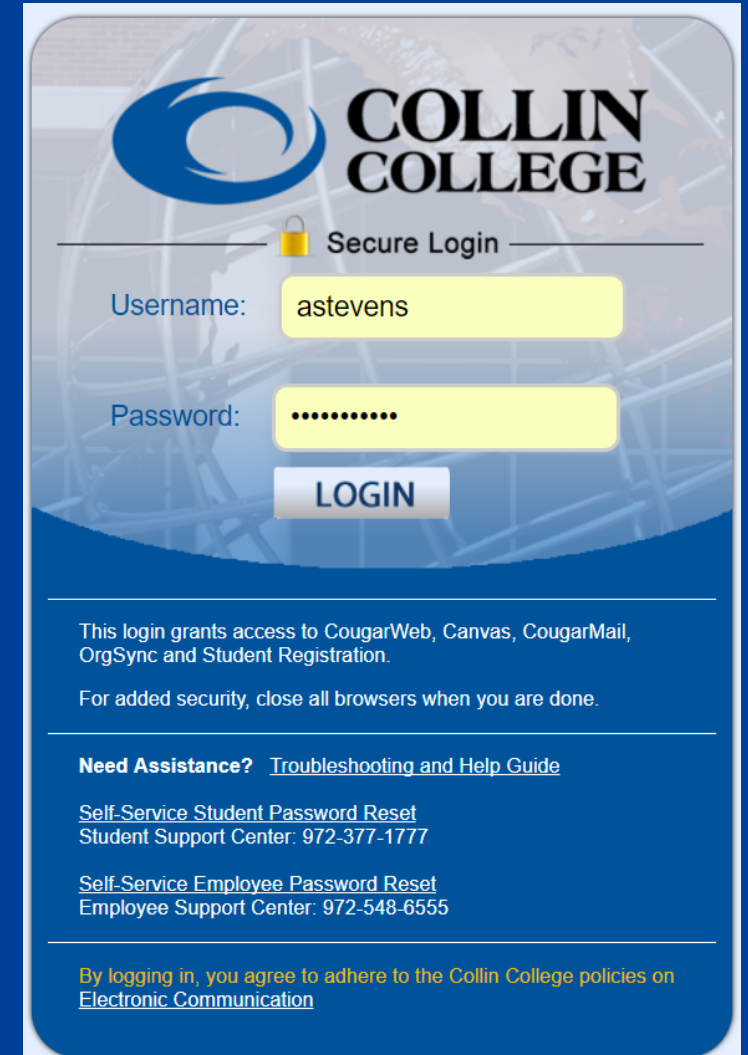 COLLIN
COLLEGE
Secure Login
Username: astevens
Password: •••••••••••
LOGIN
This login grants access to CougarWeb, Canvas, CougarMail,
OrgSync and Student Registration.
For added security, close all browsers when you are done.
Need Assistance? Troubleshooting and Help Guide
Self-Service Student Password Reset
Student Support Center: 972-377-1777
Self-Service Employee Password Reset
Employee Support Center: 972-548-6555
By logging in, you agree to adhere to the Collin College policies on
Electronic Communication